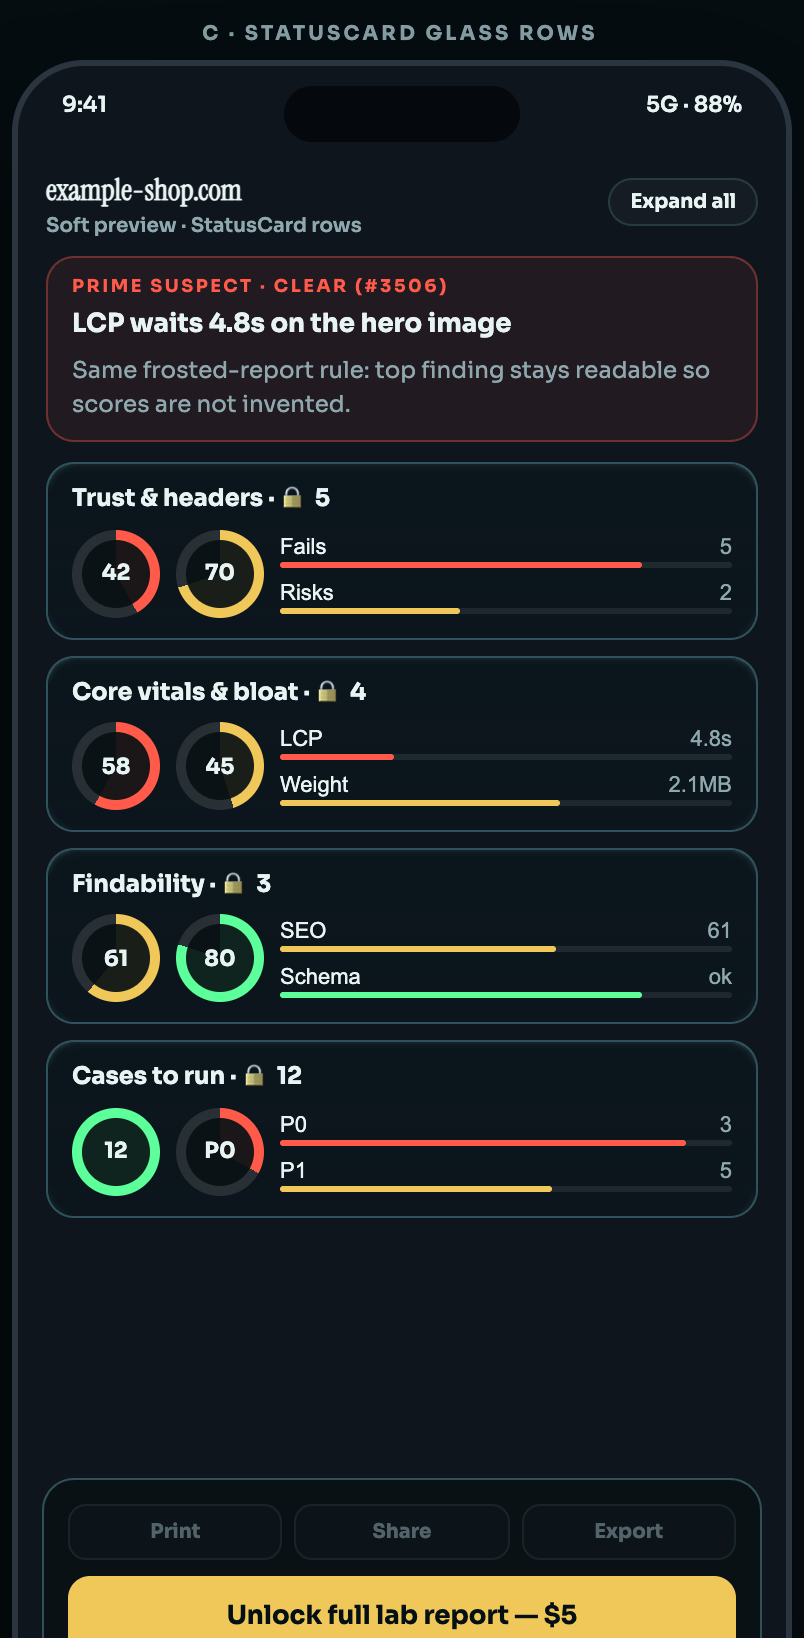 C · STATUSCARD GLASS ROWS
9:41
5G · 88%
example-shop.com
Expand all
Soft preview · StatusCard rows
PRIME SUSPECT · CLEAR (#3506)
LCP waits 4.8s on the hero image
Same frosted-report rule: top finding stays readable so
scores are not invented.
Trust & headers · 🔒 5
42
70
Fails 5
Risks 2
Core vitals & bloat · 🔒 4
58
45
LCP 4.8s
Weight 2.1MB
Findability · 🔒 3
61
80
SEO 61
Schema ok
Cases to run · 🔒 12
12
P0
P0 3
P1 5
Print
Share
Export
Unlock full lab report — $5